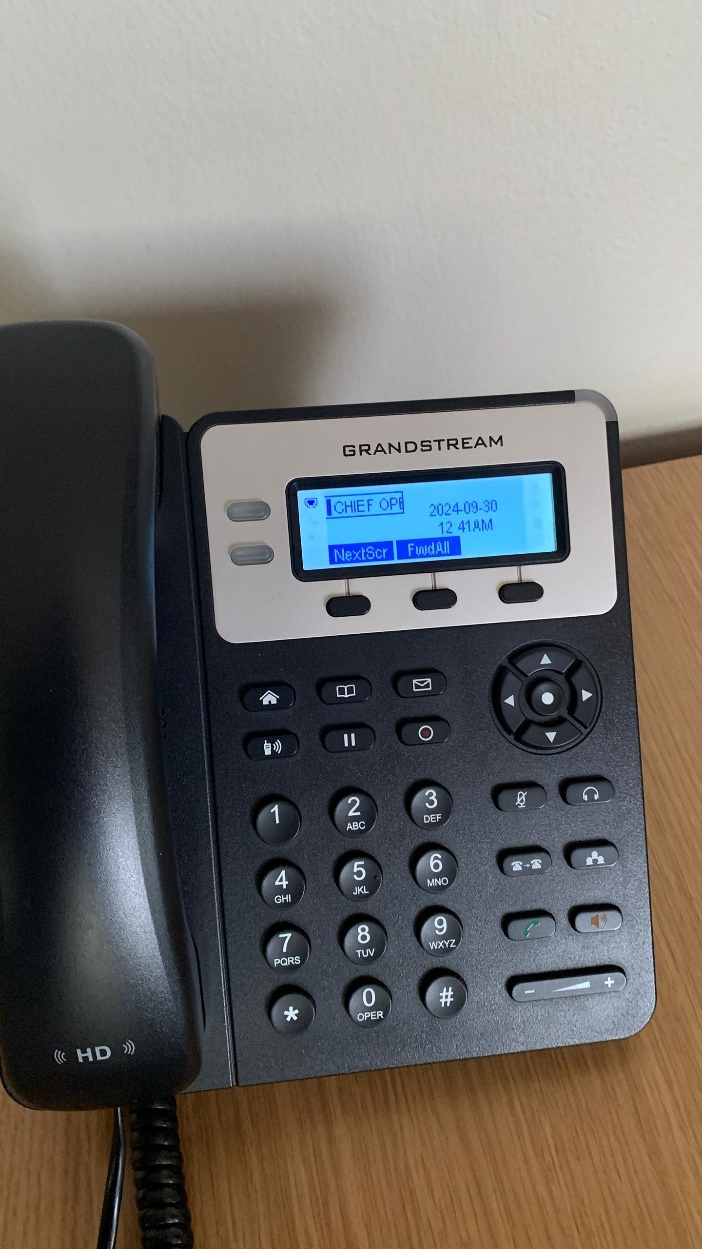 GRANDSTREAM
CHIEF OPE
2024-09-30
12 41AM
NextScr FwdAll
1
2 ABC
3 DEF
4 GHI
5 JKL
6 MNO
7 PQRS
8 TUV
9 WXYZ
*
0 OPER
#
- +
HD